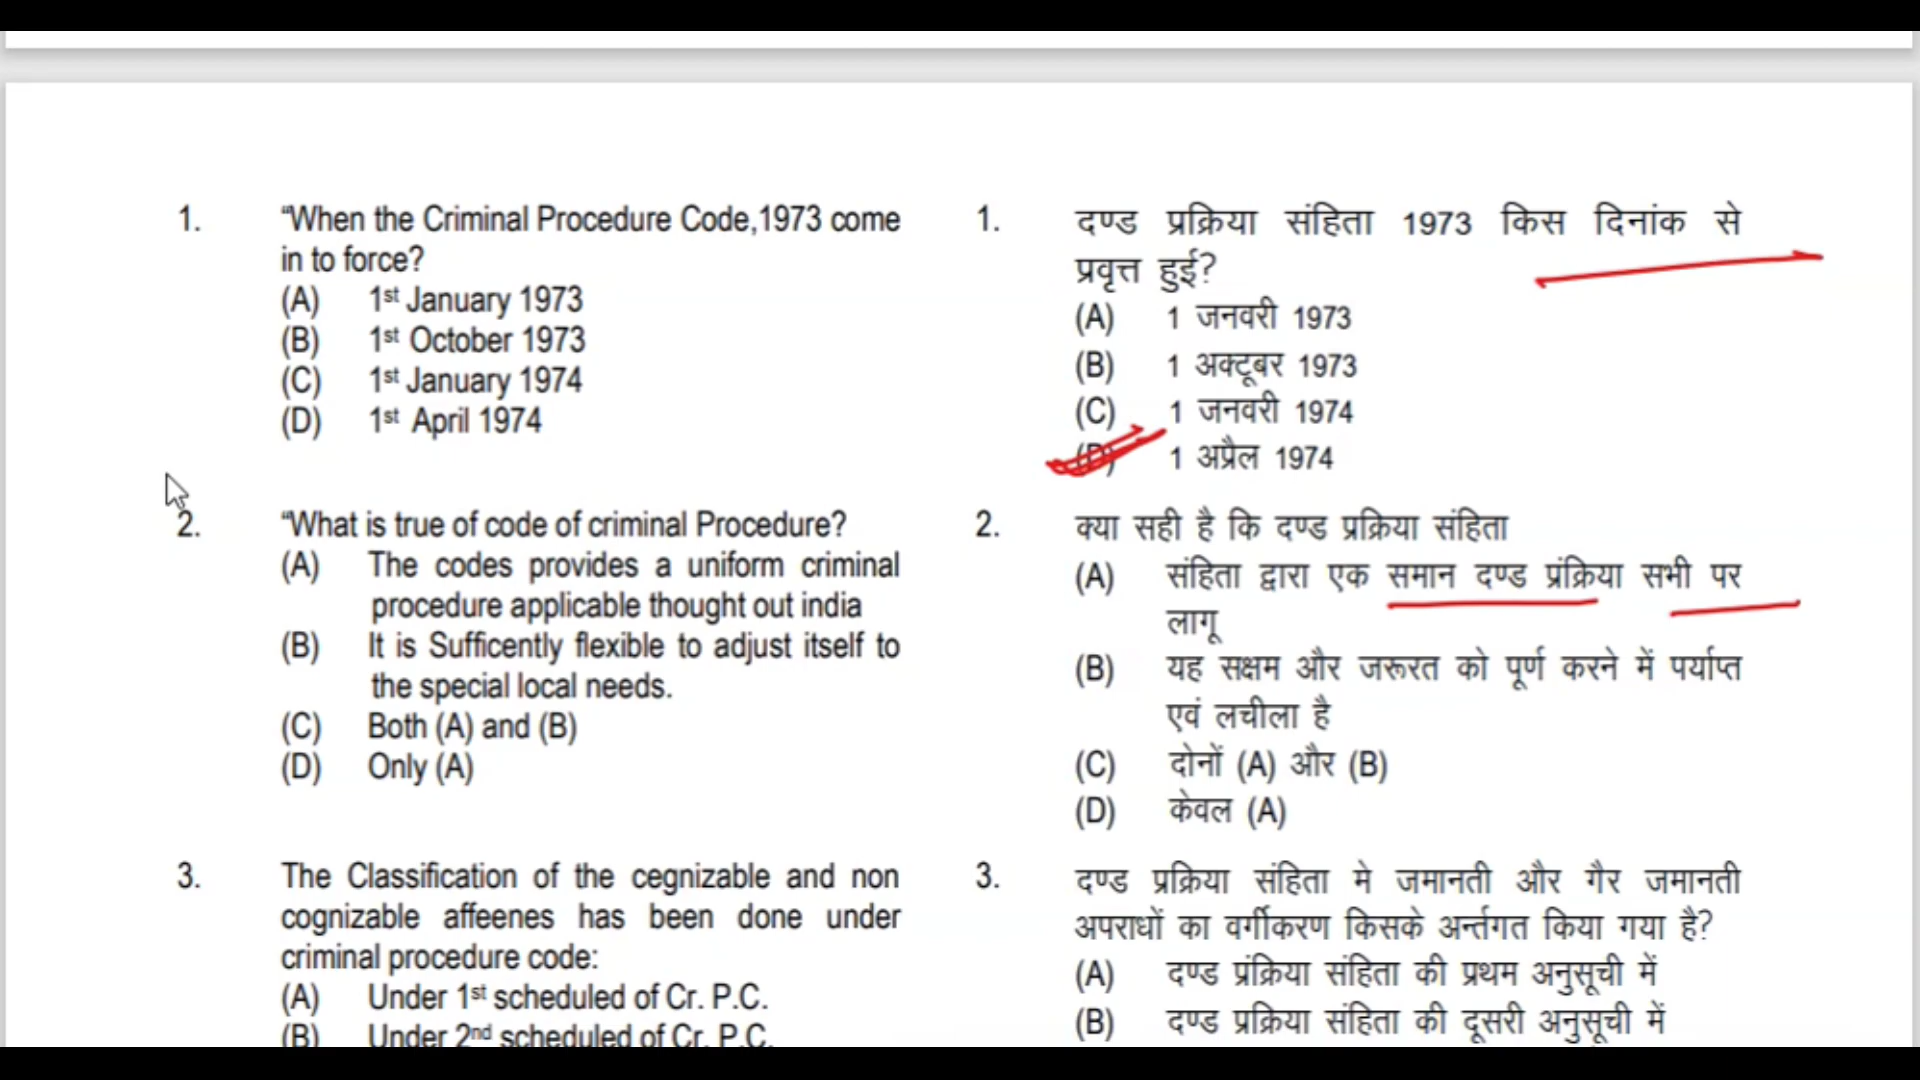 1.
“When the Criminal Procedure Code,1973 come
in to force?
(A) 1st January 1973
(B) 1st October 1973
(C) 1st January 1974
(D) 1st April 1974
2.
“What is true of code of criminal Procedure?
(A) The codes provides a uniform criminal
procedure applicable thought out india
(B) It is Sufficently flexible to adjust itself to
the special local needs.
(C) Both (A) and (B)
(D) Only (A)
3.
The Classification of the cegnizable and non
cognizable affeenes has been done under
criminal procedure code:
(A) Under 1st scheduled of Cr. P.C.
(B) Under 2nd scheduled of Cr. P.C.
1.
दण्ड प्रक्रिया संहिता 1973 किस दिनांक से
प्रवृत्त हुई?
(A) 1 जनवरी 1973
(B) 1 अक्टूबर 1973
(C) 1 जनवरी 1974
(D) 1 अप्रैल 1974
2.
क्या सही है कि दण्ड प्रक्रिया संहिता
(A) संहिता द्वारा एक समान दण्ड प्रंक्रिया सभी पर
लागू
(B) यह सक्षम और जरूरत को पूर्ण करने में पर्याप्त
एवं लचीला है
(C) दोनों (A) और (B)
(D) केवल (A)
3.
दण्ड प्रक्रिया संहिता मे जमानती और गैर जमानती
अपराधों का वर्गीकरण किसके अर्न्तगत किया गया है?
(A) दण्ड प्रंक्रिया संहिता की प्रथम अनुसूची में
(B) दण्ड प्रक्रिया संहिता की दूसरी अनुसूची में